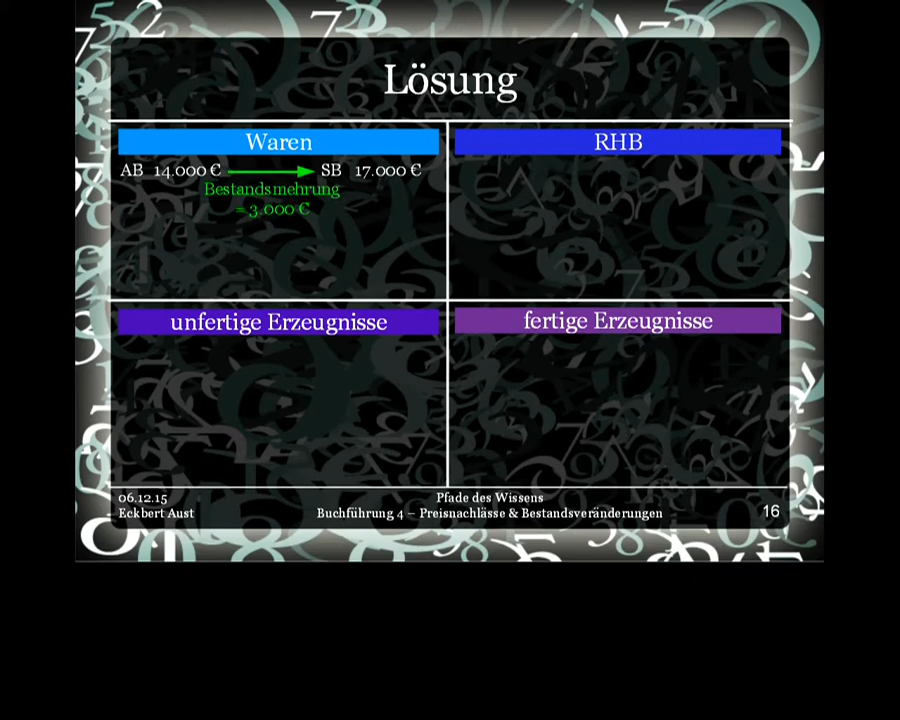 Lösung
Waren
AB 14.000 € SB 17.000 €
Bestandsmehrung
= 3.000 €
RHB
unfertige Erzeugnisse
fertige Erzeugnisse
06.12.15
Eckbert Aust
Pfade des Wissens
Buchführung 4 – Preisnachlässe & Bestandsveränderungen
16